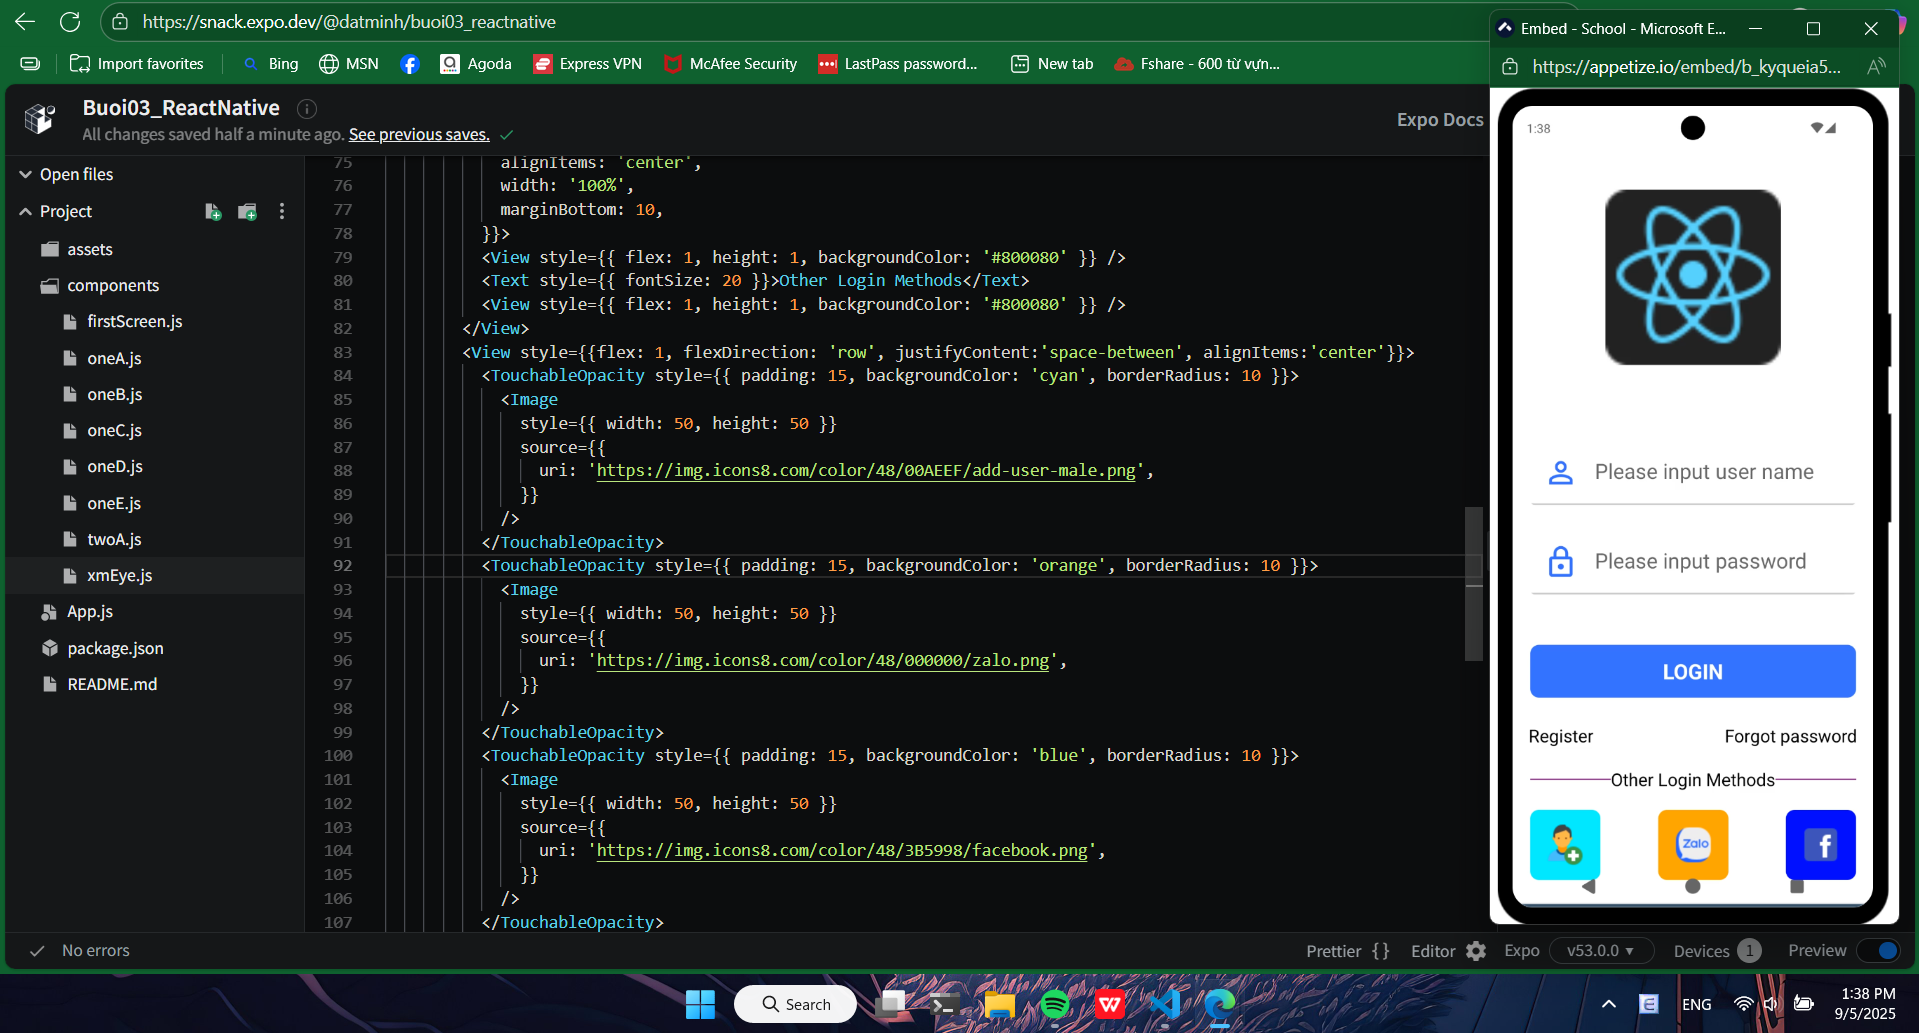 https://snack.expo.dev/@datminh/buoi03_reactnative
Import favorites
Bing
MSN
Agoda
Express VPN
McAfee Security
LastPass password...
New tab
Fshare - 600 từ vựn...
Embed - School - Microsoft E...
https://appetize.io/embed/b_kyqueia5...
Buoi03_ReactNative
All changes saved half a minute ago. See previous saves.
Expo Docs
Open files
Project
assets
components
firstScreen.js
oneA.js
oneB.js
oneC.js
oneD.js
oneE.js
twoA.js
xmEye.js
App.js
package.json
README.md
75 alignItems: 'center',
76 width: '100%',
77 marginBottom: 10,
78 }}>
79 <View style={{ flex: 1, height: 1, backgroundColor: '#800080' }} />
80 <Text style={{ fontSize: 20 }}>Other Login Methods</Text>
81 <View style={{ flex: 1, height: 1, backgroundColor: '#800080' }} />
82 </View>
83 <View style={{flex: 1, flexDirection: 'row', justifyContent:'space-between', alignItems:'center'}}>
84 <TouchableOpacity style={{ padding: 15, backgroundColor: 'cyan', borderRadius: 10 }}>
85 <Image
86 style={{ width: 50, height: 50 }}
87 source={{
88 uri: 'https://img.icons8.com/color/48/00AEEF/add-user-male.png',
89 }}
90 />
91 </TouchableOpacity>
92 <TouchableOpacity style={{ padding: 15, backgroundColor: 'orange', borderRadius: 10 }}>
93 <Image
94 style={{ width: 50, height: 50 }}
95 source={{
96 uri: 'https://img.icons8.com/color/48/000000/zalo.png',
97 }}
98 />
99 </TouchableOpacity>
100 <TouchableOpacity style={{ padding: 15, backgroundColor: 'blue', borderRadius: 10 }}>
101 <Image
102 style={{ width: 50, height: 50 }}
103 source={{
104 uri: 'https://img.icons8.com/color/48/3B5998/facebook.png',
105 }}
106 />
107 </TouchableOpacity>
1:38
Please input user name
Please input password
LOGIN
Register
Forgot password
Other Login Methods
Zalo
f
No errors
Prettier {}
Editor
Expo
v53.0.0
Devices 1
Preview
Search
ENG
1:38 PM
9/5/2025